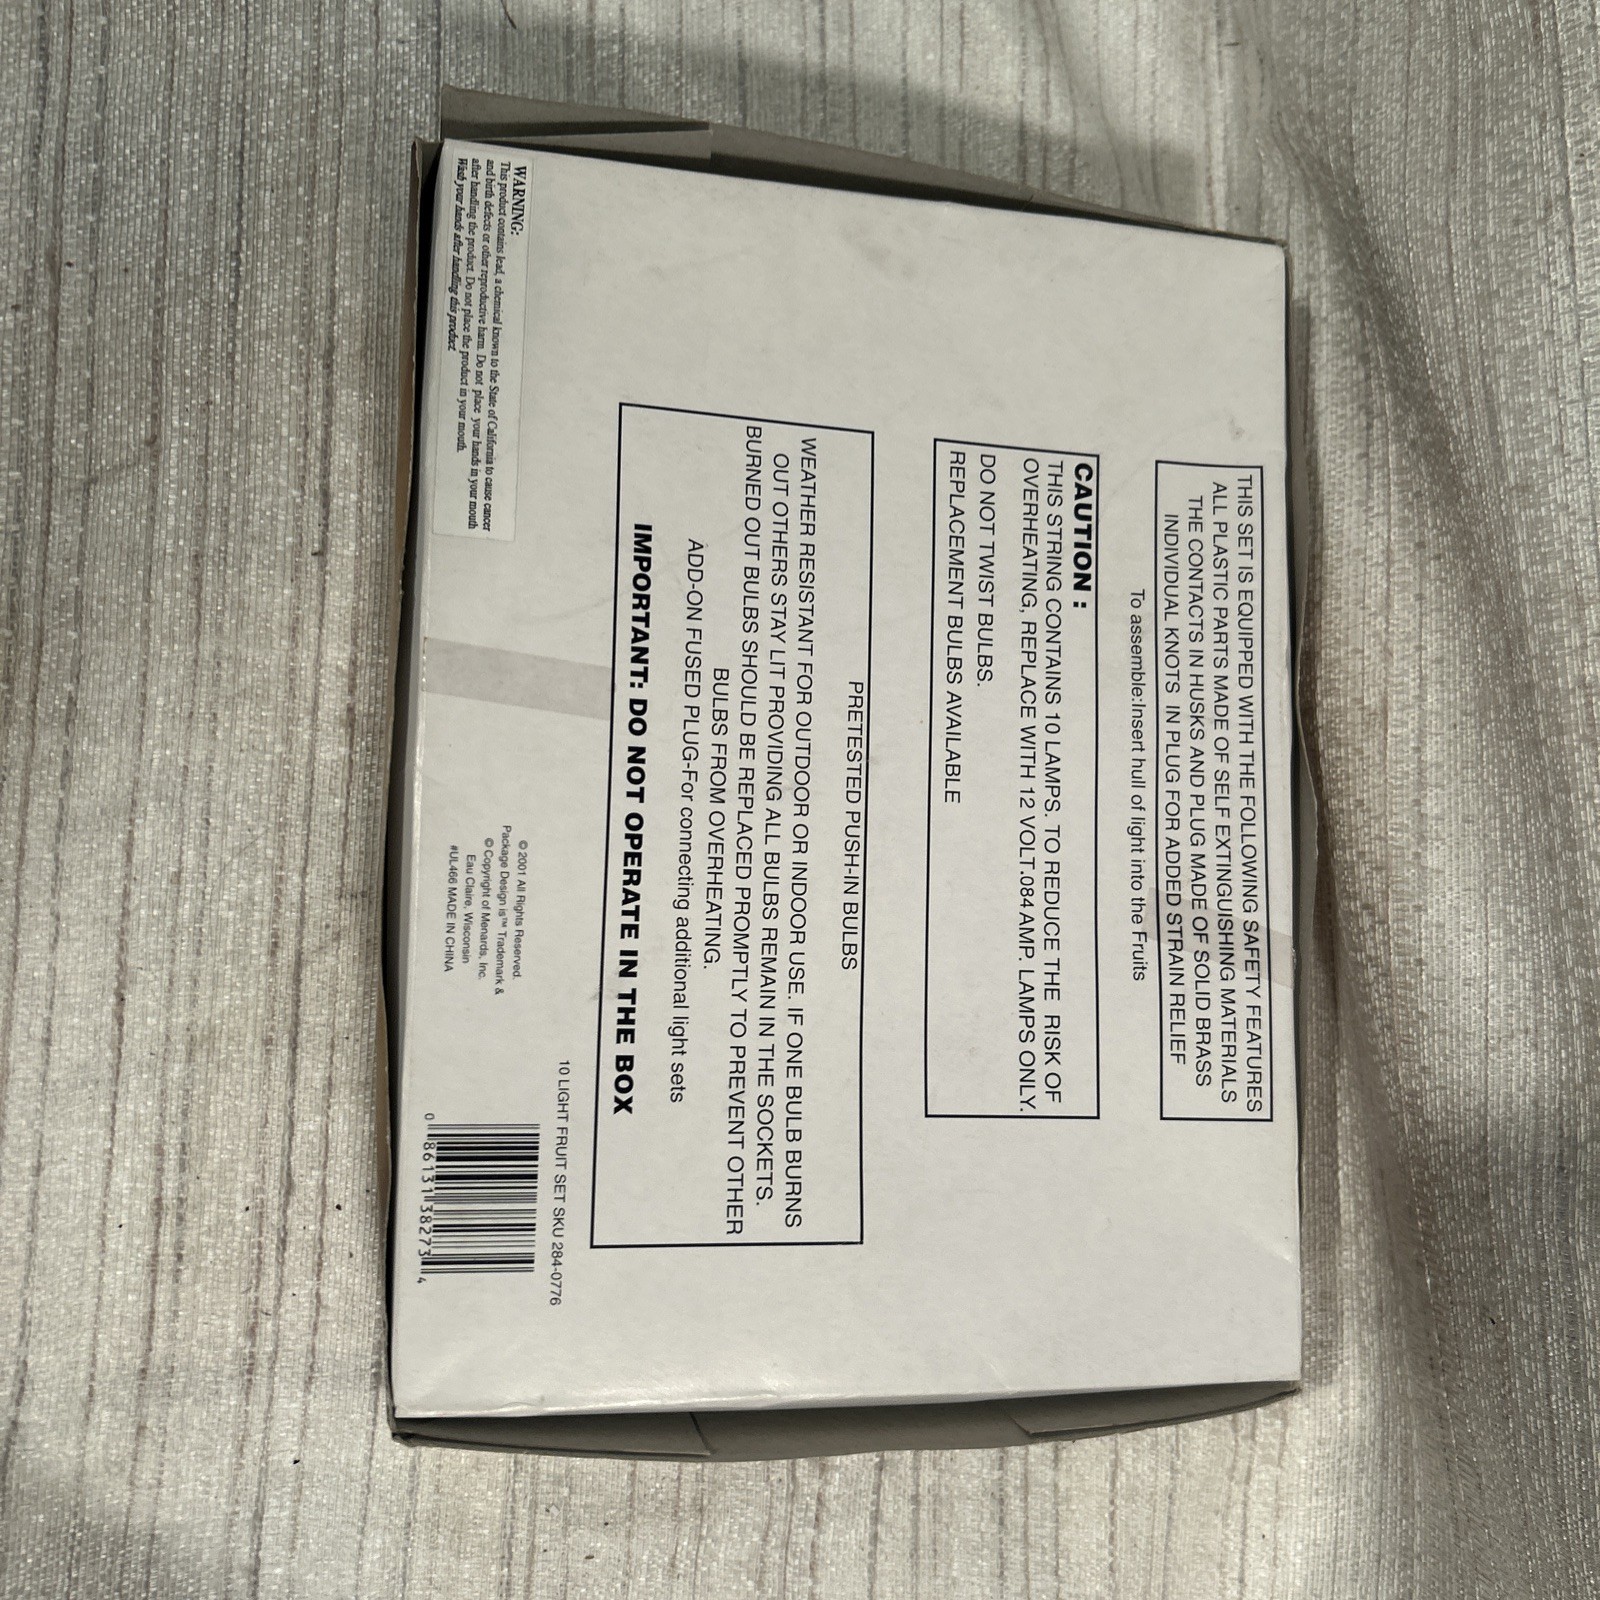 THIS SET IS EQUIPPED WITH THE FOLLOWING SAFETY FEATURES
ALL PLASTIC PARTS MADE OF SELF EXTINGUISHING MATERIALS
THE CONTACTS IN HUSKS AND PLUG MADE OF SOLID BRASS
INDIVIDUAL KNOTS IN PLUG FOR ADDED STRAIN RELIEF
To assemble:Insert hull of light into the Fruits
CAUTION :
THIS STRING CONTAINS 10 LAMPS. TO REDUCE THE RISK OF
OVERHEATING, REPLACE WITH 12 VOLT.084 AMP. LAMPS ONLY.
DO NOT TWIST BULBS.
REPLACEMENT BULBS AVAILABLE
PRETESTED PUSH-IN BULBS
WEATHER RESISTANT FOR OUTDOOR OR INDOOR USE. IF ONE BULB BURNS
OUT OTHERS STAY LIT PROVIDING ALL BULBS REMAIN IN THE SOCKETS.
BURNED OUT BULBS SHOULD BE REPLACED PROMPTLY TO PREVENT OTHER
BULBS FROM OVERHEATING.
ADD-ON FUSED PLUG-For connecting additional light sets
IMPORTANT: DO NOT OPERATE IN THE BOX
WARNING:
This product contains lead, a chemical known to the State of California to cause cancer
and birth defects or other reproductive harm. Do not place your hands in your mouth
after handling the product. Do not place the product in your mouth.
Wash your hands after handling this product.
© 2001 All Rights Reserved.
Package Design is™ Trademark &
© Copyright of Menards, Inc.
Eau Claire, Wisconsin
#UL466 MADE IN CHINA
10 LIGHT FRUIT SET SKU 284-0776
0 86131 38273 4